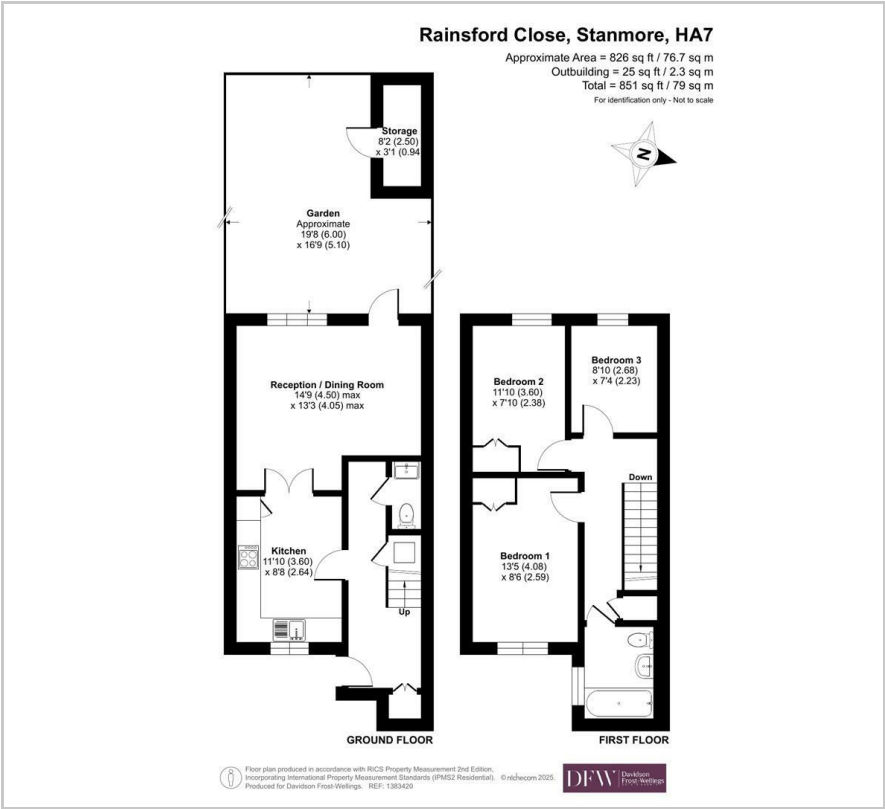 Rainsford Close, Stanmore, HA7
Approximate Area = 826 sq ft / 76.7 sq m
Outbuilding = 25 sq ft / 2.3 sq m
Total = 851 sq ft / 79 sq m
For identification only - Not to scale
N
Storage
8'2 (2.50)
x 3'1 (0.94
Garden
Approximate
19'8 (6.00)
x 16'9 (5.10)
Reception / Dining Room
14'9 (4.50) max
x 13'3 (4.05) max
Kitchen
11'10 (3.60)
x 8'8 (2.64)
Up
GROUND FLOOR
Bedroom 2
11'10 (3.60)
x 7'10 (2.38)
Bedroom 3
8'10 (2.68)
x 7'4 (2.23)
Down
Bedroom 1
13'5 (4.08)
x 8'6 (2.59)
FIRST FLOOR
Floor plan produced in accordance with RICS Property Measurement 2nd Edition,
Incorporating International Property Measurement Standards (IPMS2 Residential). © nichecom 2025.
Produced for Davidson Frost-Wellings. REF: 1383420
DFW
Davidson
Frost-Wellings